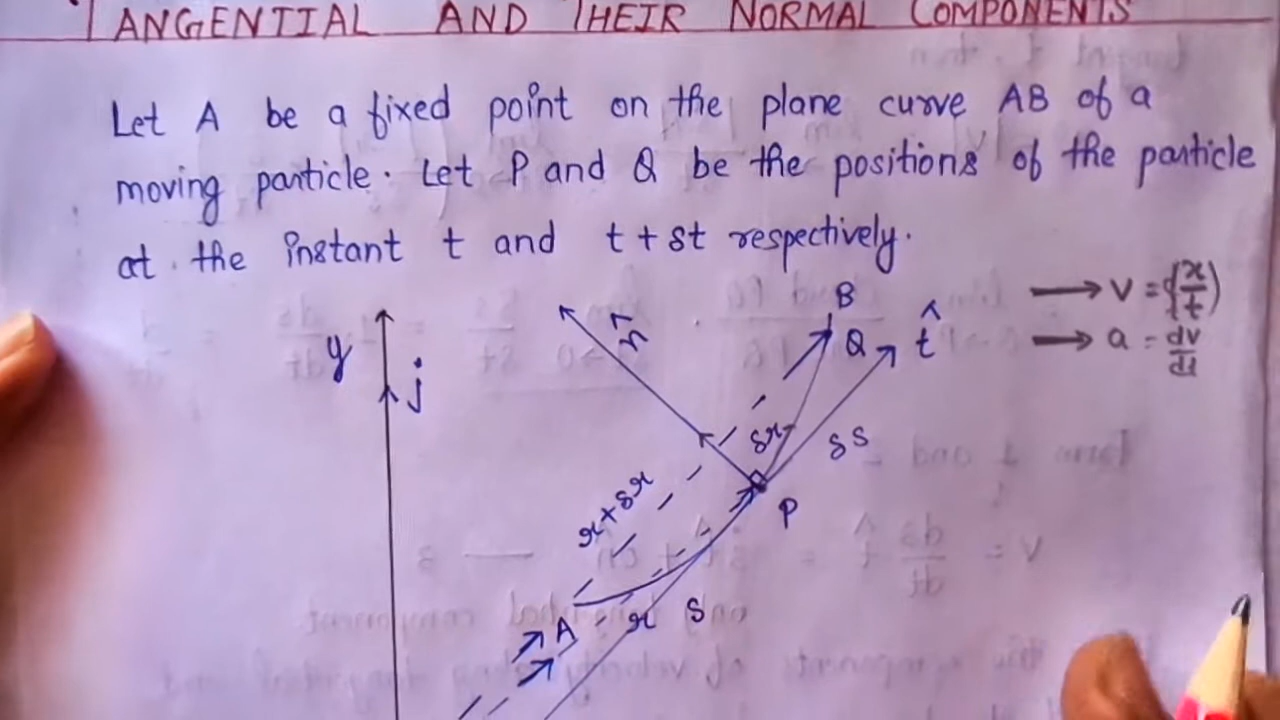 TANGENTIAL AND THEIR NORMAL COMPONENTS
Let A be a fixed point on the plane curve AB of a
moving particle. Let P and Q be the positions of the particle
at the instant t and t+st respectively.
→ v = d(r/t)
→ a = dv/dt
B
Q
t̂
n̂
y
j
δr
δs
r+δr
P
A
r
S